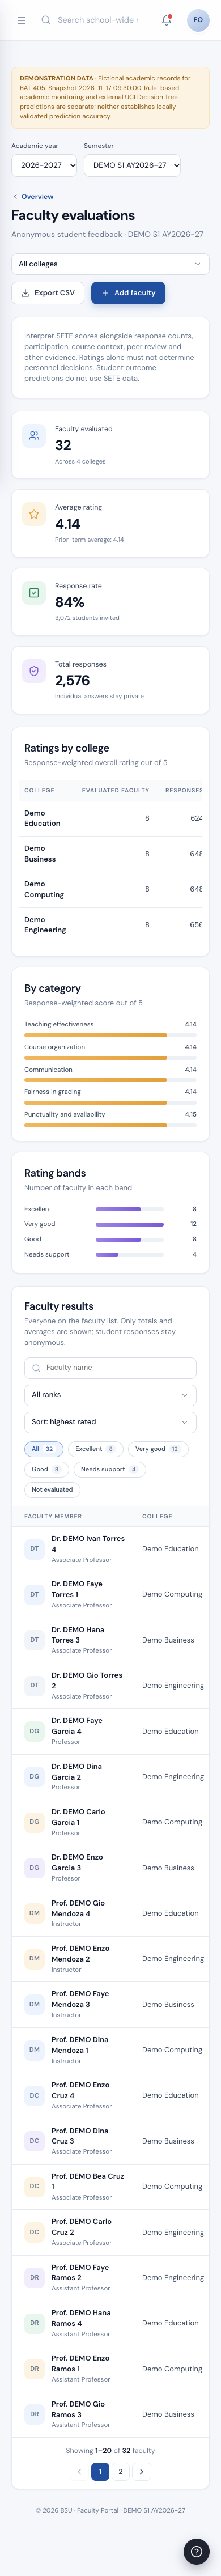 Search school-wide r
FO
DEMONSTRATION DATA · Fictional academic records for
BAT 405. Snapshot 2026-11-17 09:30:00. Rule-based
academic monitoring and external UCI Decision Tree
predictions are separate; neither establishes locally
validated prediction accuracy.
Academic year
Semester
2026-2027
DEMO S1 AY2026-27
Overview
Faculty evaluations
Anonymous student feedback · DEMO S1 AY2026-27
All colleges
Export CSV
Add faculty
Interpret SETE scores alongside response counts,
participation, course context, peer review and
other evidence. Ratings alone must not determine
personnel decisions. Student outcome
predictions do not use SETE data.
Faculty evaluated
32
Across 4 colleges
Average rating
4.14
Prior-term average: 4.14
Response rate
84%
3,072 students invited
Total responses
2,576
Individual answers stay private
Ratings by college
Response-weighted overall rating out of 5
COLLEGE EVALUATED FACULTY RESPONSES
Demo
Education
8 624
Demo
Business
8 648
Demo
Computing
8 648
Demo
Engineering
8 656
By category
Response-weighted score out of 5
Teaching effectiveness 4.14
Course organization 4.14
Communication 4.14
Fairness in grading 4.14
Punctuality and availability 4.15
Rating bands
Number of faculty in each band
Excellent 8
Very good 12
Good 8
Needs support 4
Faculty results
Everyone on the faculty list. Only totals and
averages are shown; student responses stay
anonymous.
Faculty name
All ranks
Sort: highest rated
All 32 Excellent 8 Very good 12
Good 8 Needs support 4
Not evaluated
FACULTY MEMBER COLLEGE
DT Dr. DEMO Ivan Torres
4
Associate Professor
Demo Education
DT Dr. DEMO Faye
Torres 1
Associate Professor
Demo Computing
DT Dr. DEMO Hana
Torres 3
Associate Professor
Demo Business
DT Dr. DEMO Gio Torres
2
Associate Professor
Demo Engineering
DG Dr. DEMO Faye
Garcia 4
Professor
Demo Education
DG Dr. DEMO Dina
Garcia 2
Professor
Demo Engineering
DG Dr. DEMO Carlo
Garcia 1
Professor
Demo Computing
DG Dr. DEMO Enzo
Garcia 3
Professor
Demo Business
DM Prof. DEMO Gio
Mendoza 4
Instructor
Demo Education
DM Prof. DEMO Enzo
Mendoza 2
Instructor
Demo Engineering
DM Prof. DEMO Faye
Mendoza 3
Instructor
Demo Business
DM Prof. DEMO Dina
Mendoza 1
Instructor
Demo Computing
DC Prof. DEMO Enzo
Cruz 4
Associate Professor
Demo Education
DC Prof. DEMO Dina
Cruz 3
Associate Professor
Demo Business
DC Prof. DEMO Bea Cruz
1
Associate Professor
Demo Computing
DC Prof. DEMO Carlo
Cruz 2
Associate Professor
Demo Engineering
DR Prof. DEMO Faye
Ramos 2
Assistant Professor
Demo Engineering
DR Prof. DEMO Hana
Ramos 4
Assistant Professor
Demo Education
DR Prof. DEMO Enzo
Ramos 1
Assistant Professor
Demo Computing
DR Prof. DEMO Gio
Ramos 3
Assistant Professor
Demo Business
Showing 1–20 of 32 faculty
1 2
© 2026 BSU · Faculty Portal · DEMO S1 AY2026-27